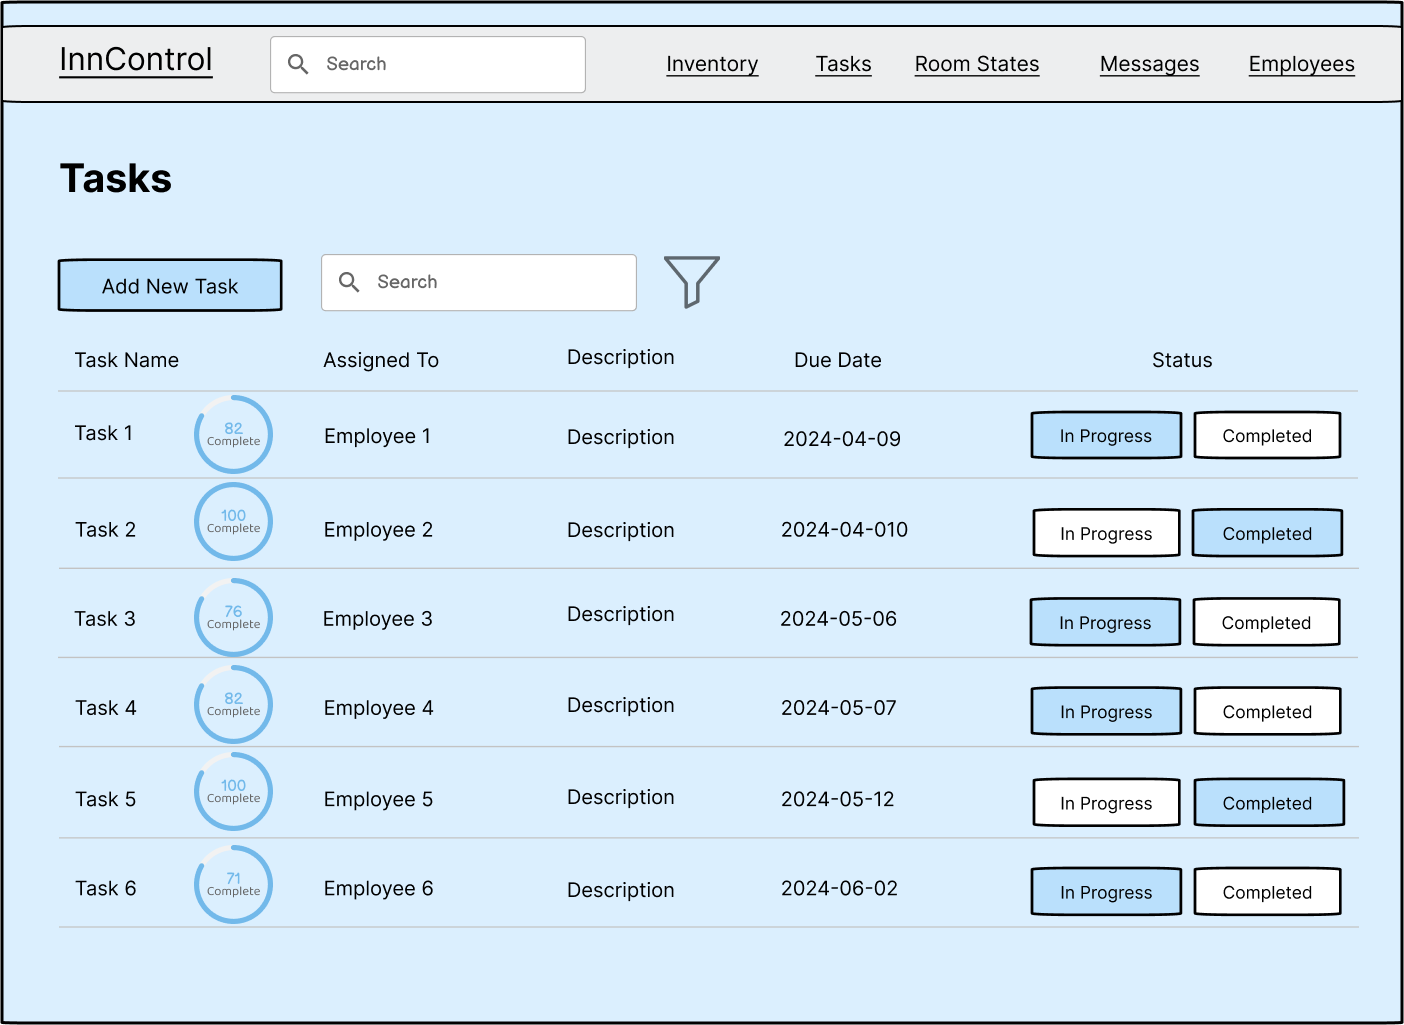 InnControl Search Inventory Tasks Room States Messages Employees
Tasks
Add New Task Search
Task Name Assigned To Description Due Date Status
Task 1 82 Complete Employee 1 Description 2024-04-09 In Progress Completed
Task 2 100 Complete Employee 2 Description 2024-04-010 In Progress Completed
Task 3 76 Complete Employee 3 Description 2024-05-06 In Progress Completed
Task 4 82 Complete Employee 4 Description 2024-05-07 In Progress Completed
Task 5 100 Complete Employee 5 Description 2024-05-12 In Progress Completed
Task 6 71 Complete Employee 6 Description 2024-06-02 In Progress Completed